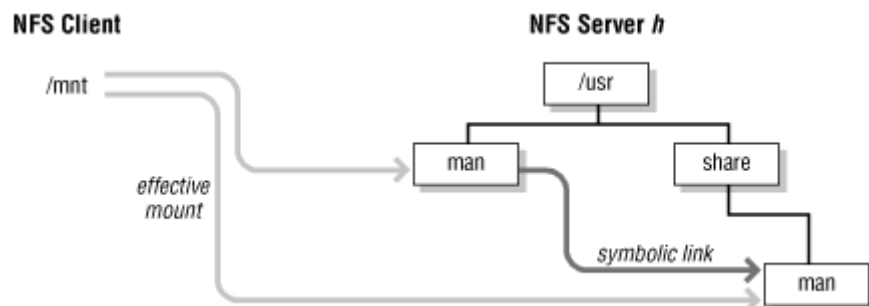 NFS Client
NFS Server h
/mnt
/usr
man
share
effective
mount
symbolic link
man